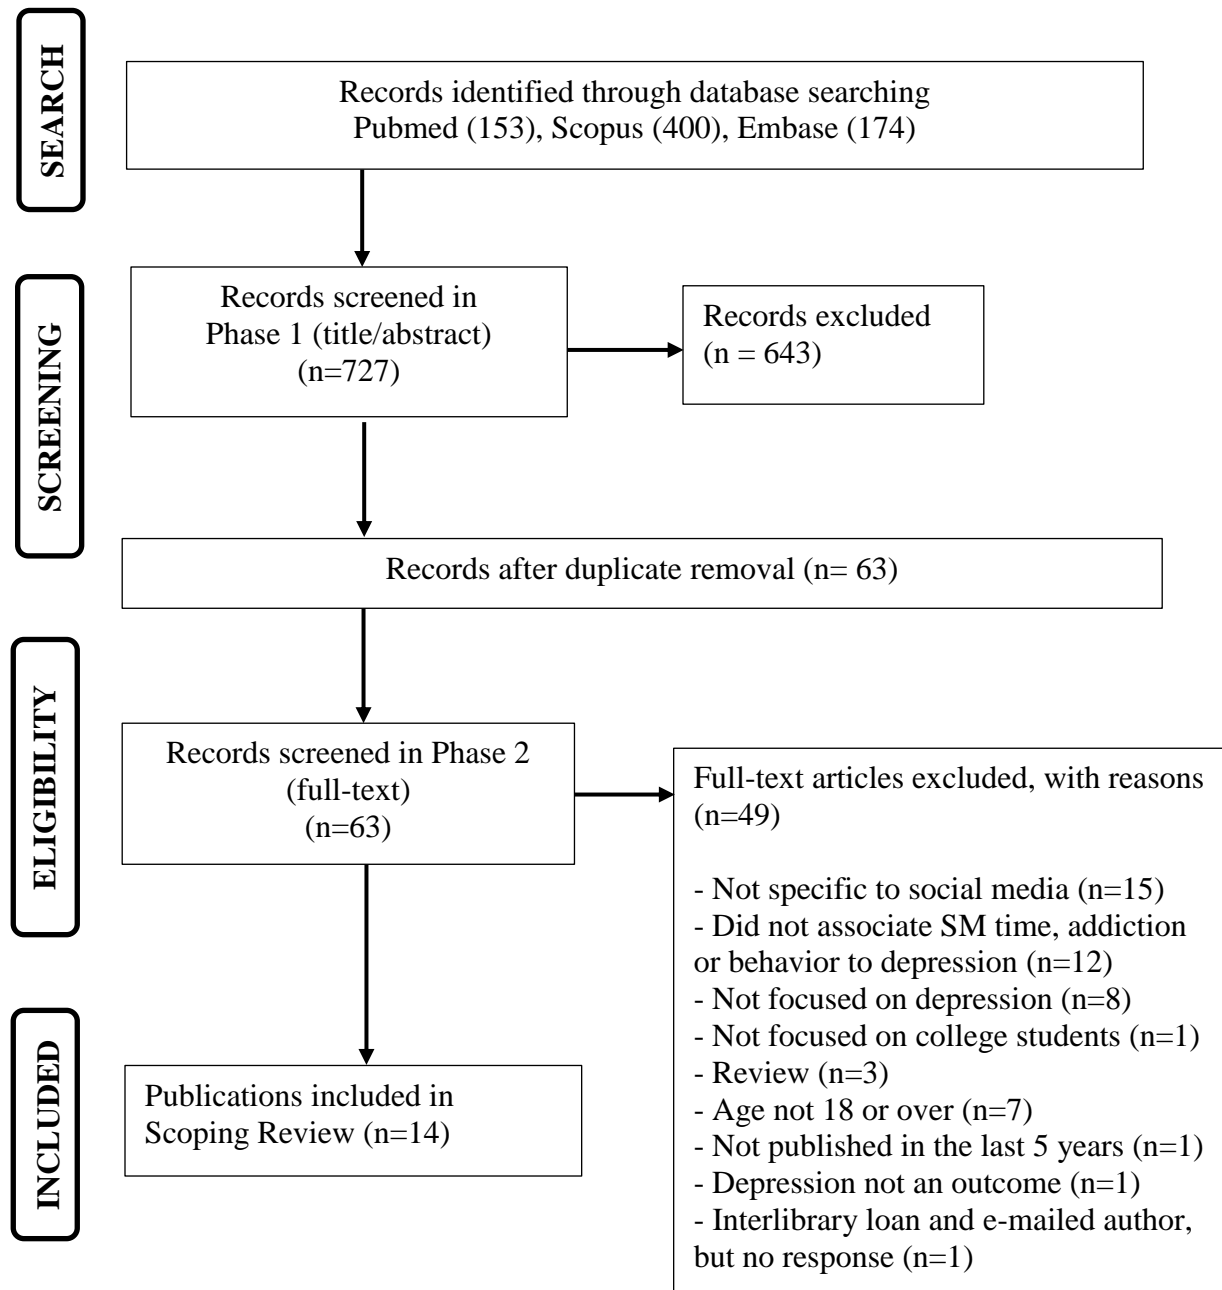 SEARCH
Records identified through database searching
Pubmed (153), Scopus (400), Embase (174)
SCREENING
Records screened in
Phase 1 (title/abstract)
(n=727)
Records excluded
(n = 643)
Records after duplicate removal (n= 63)
ELIGIBILITY
Records screened in Phase 2
(full-text)
(n=63)
Full-text articles excluded, with reasons
(n=49)
- Not specific to social media (n=15)
- Did not associate SM time, addiction
or behavior to depression (n=12)
- Not focused on depression (n=8)
- Not focused on college students (n=1)
- Review (n=3)
- Age not 18 or over (n=7)
- Not published in the last 5 years (n=1)
- Depression not an outcome (n=1)
- Interlibrary loan and e-mailed author,
but no response (n=1)
INCLUDED
Publications included in
Scoping Review (n=14)